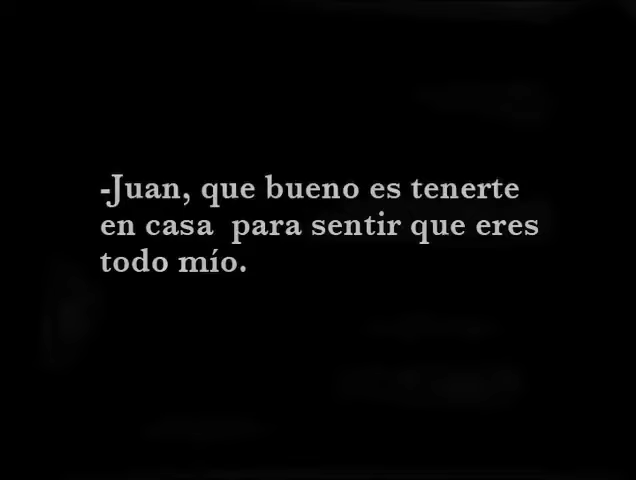 -Juan, que bueno es tenerte
en casa  para sentir que eres
todo mío.